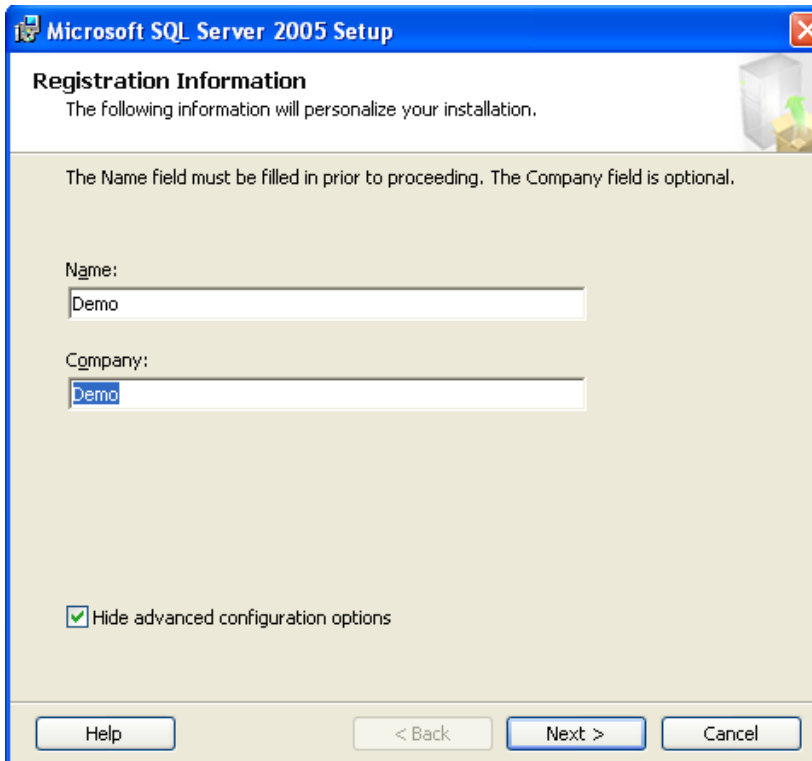 Microsoft SQL Server 2005 Setup
Registration Information
The following information will personalize your installation.
The Name field must be filled in prior to proceeding. The Company field is optional.
Name:
Demo
Company:
Demo
Hide advanced configuration options
Help
< Back
Next >
Cancel